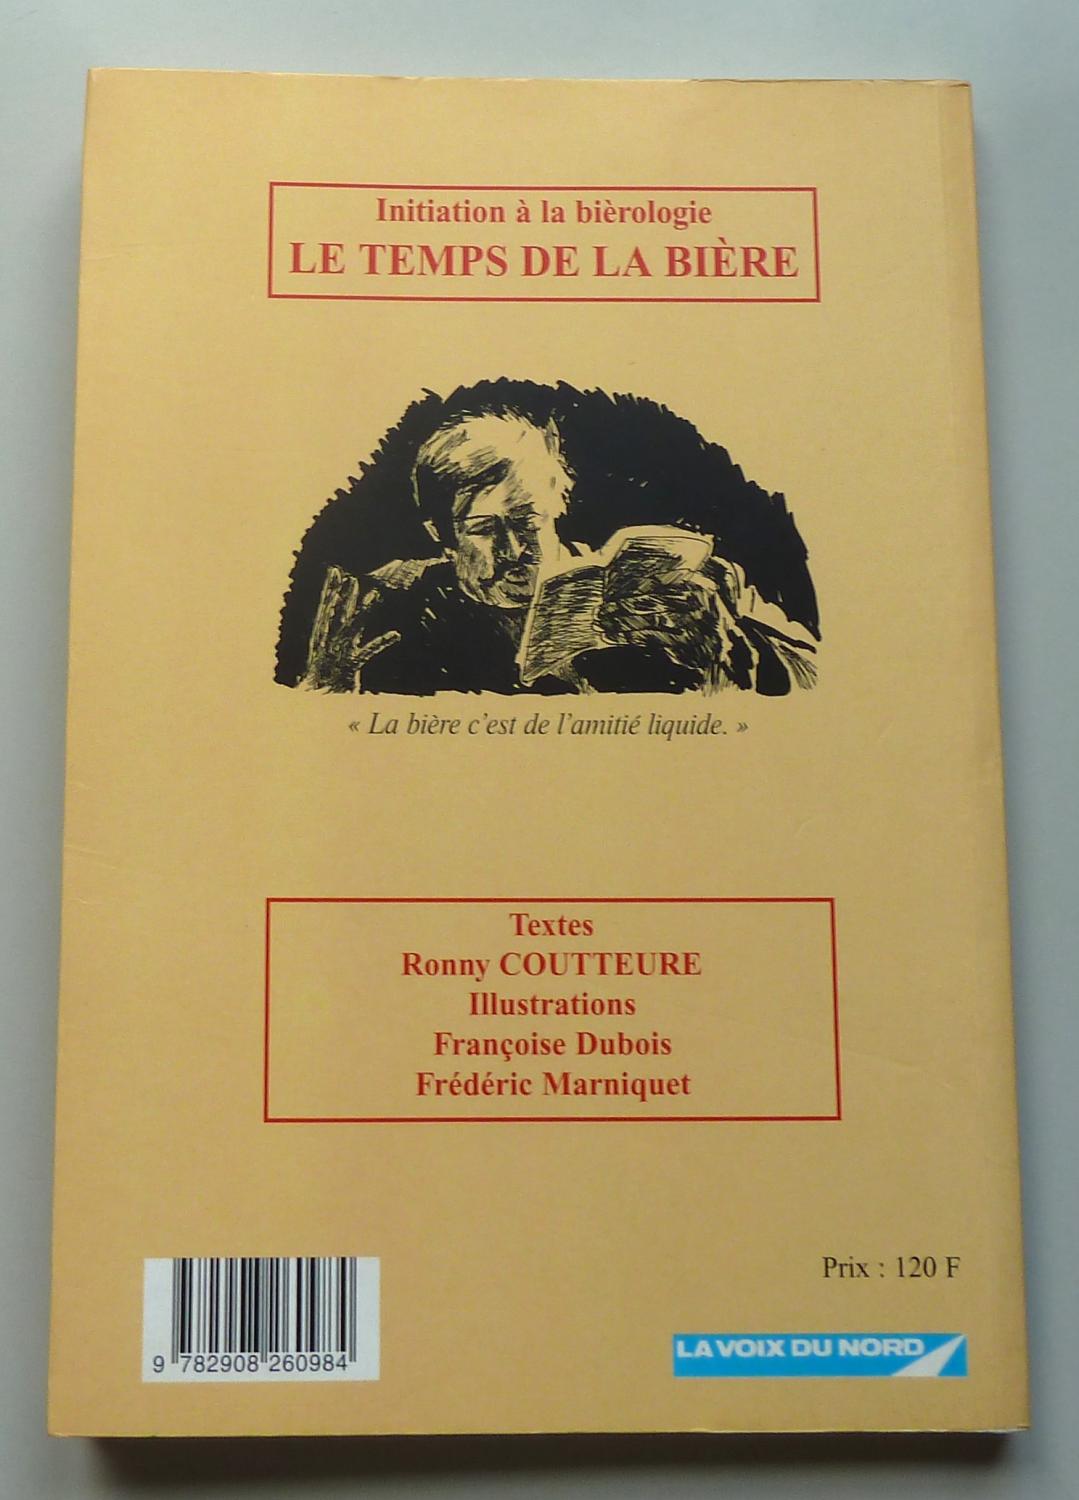 Initiation à la bièrologie
LE TEMPS DE LA BIÈRE
« La bière c'est de l'amitié liquide. »
Textes
Ronny COUTTEURE
Illustrations
Françoise Dubois
Frédéric Marniquet
Prix : 120 F
LA VOIX DU NORD
9 782908 260984